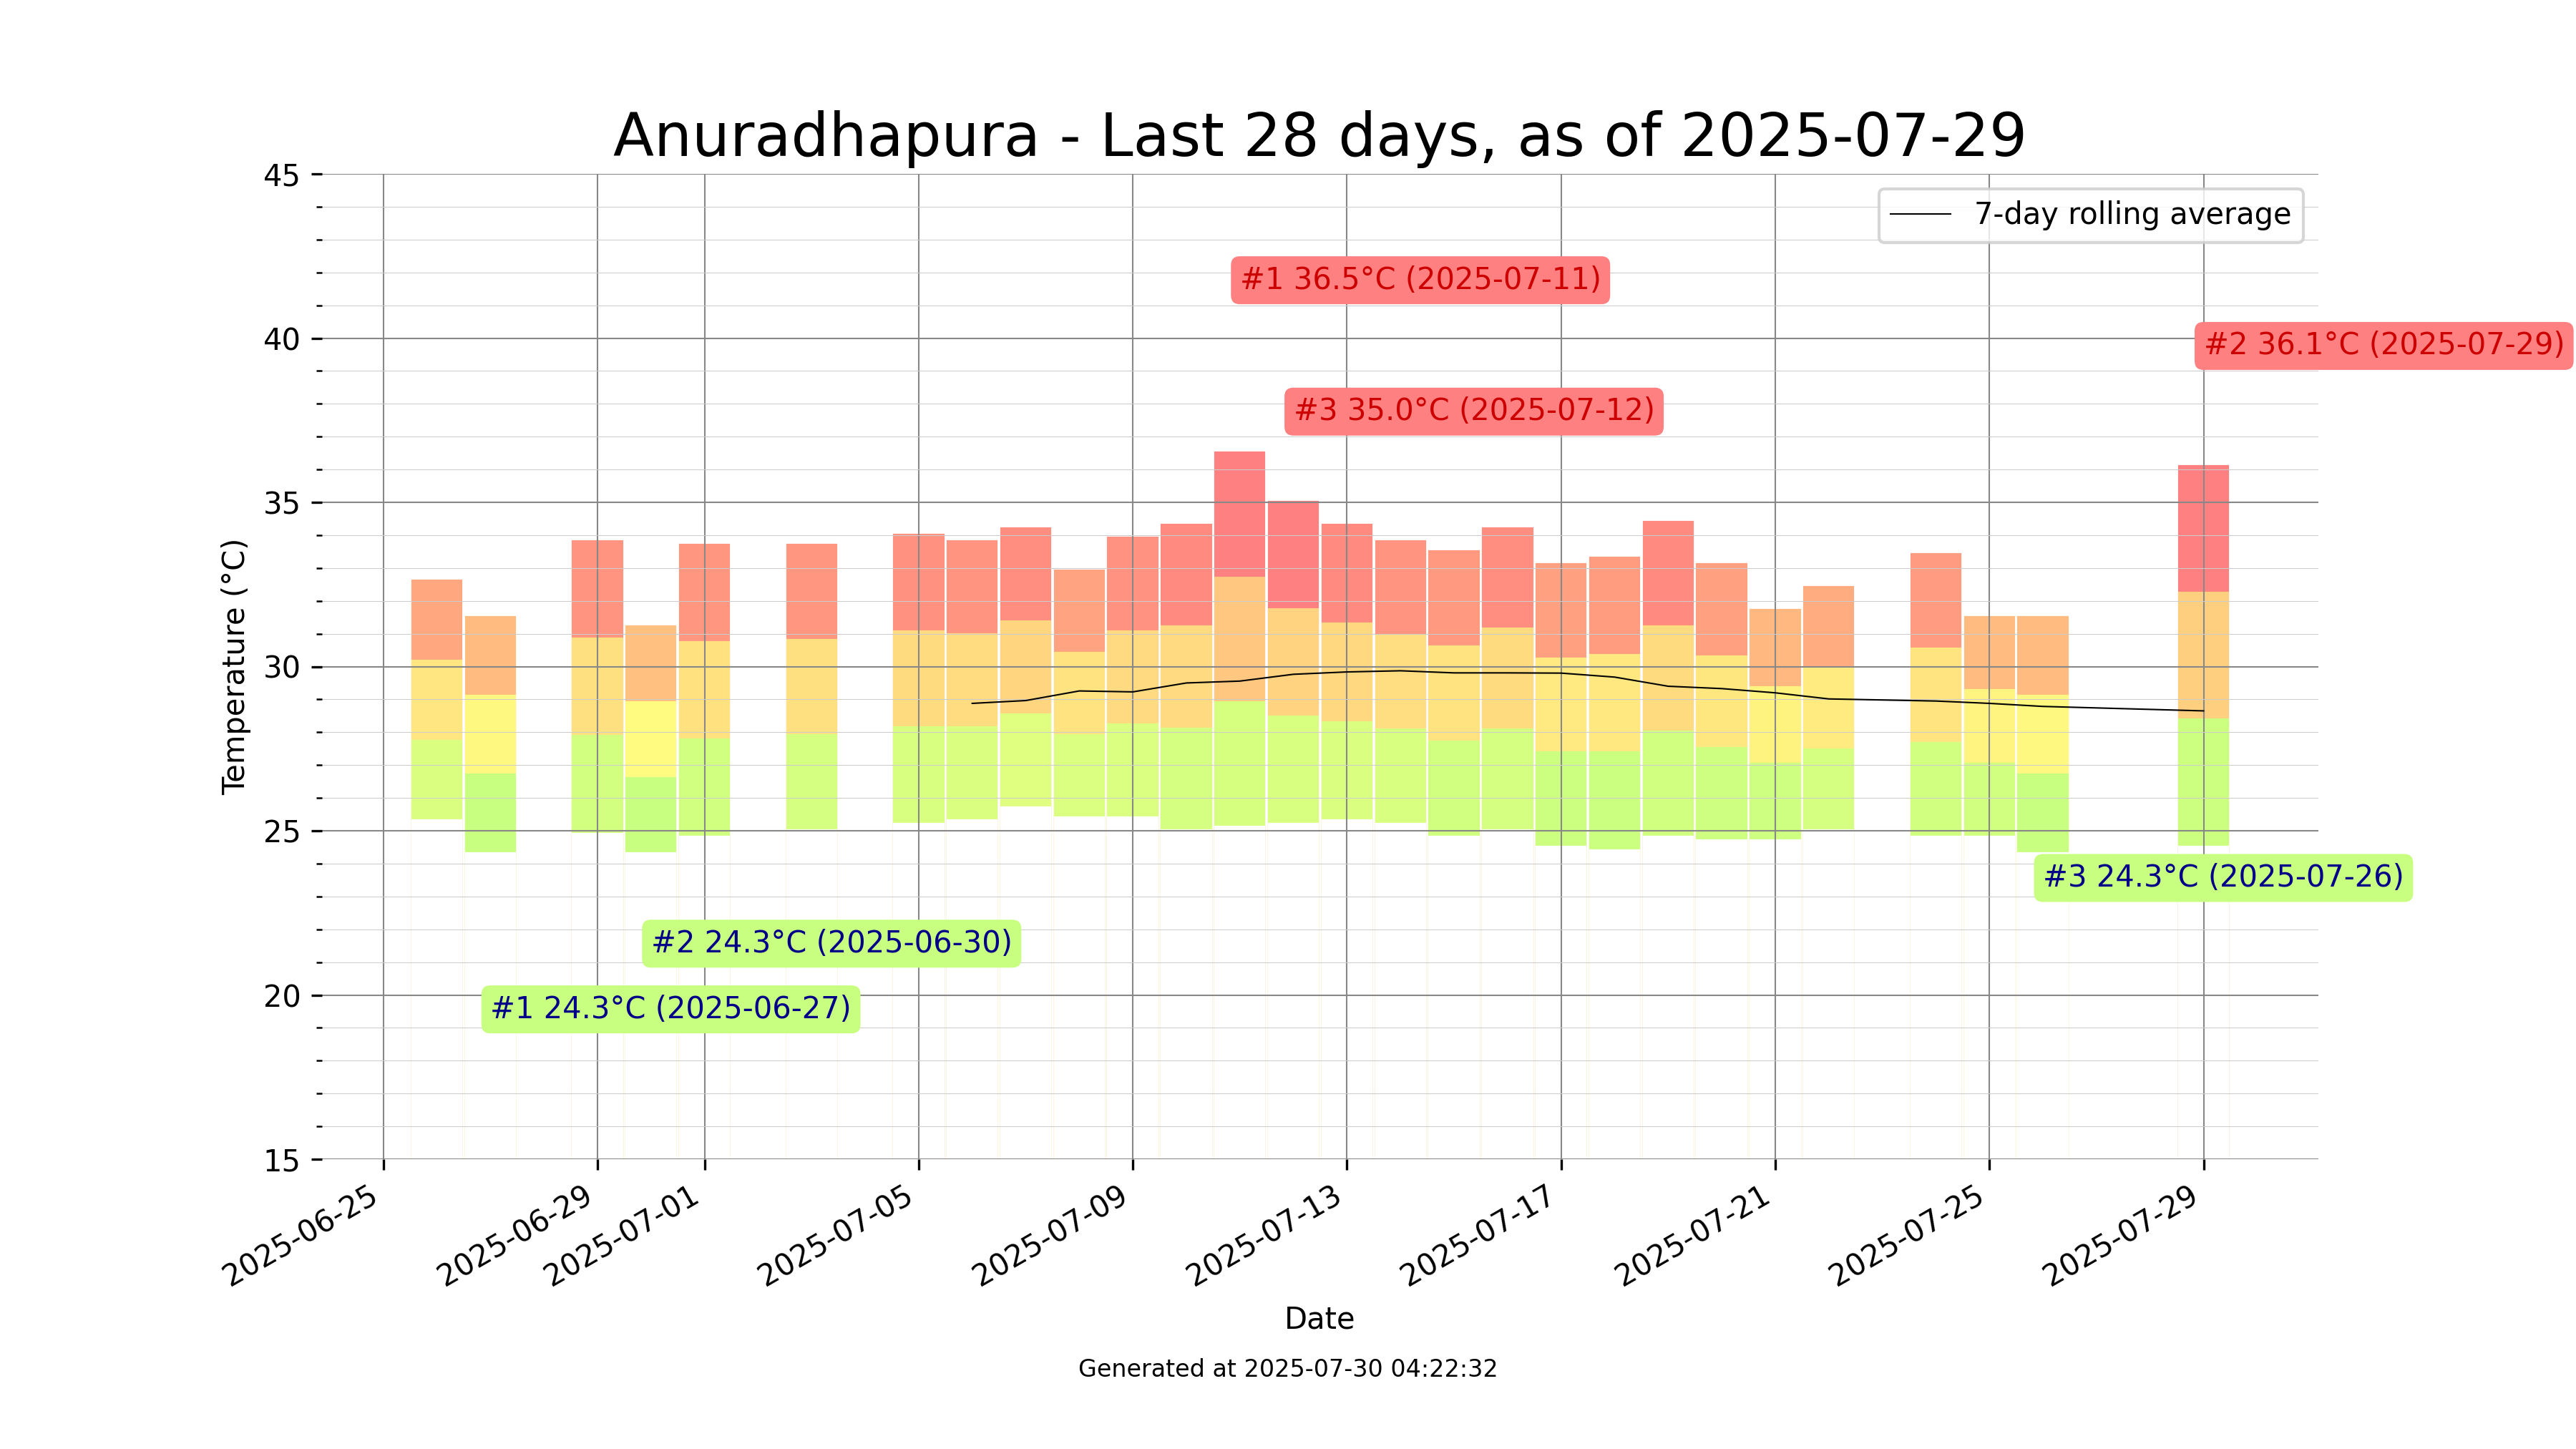 Anuradhapura - Last 28 days, as of 2025-07-29
7-day rolling average
#1 36.5°C (2025-07-11)
#2 36.1°C (2025-07-29)
#3 35.0°C (2025-07-12)
#3 24.3°C (2025-07-26)
#2 24.3°C (2025-06-30)
#1 24.3°C (2025-06-27)
Temperature (°C)
45
40
35
30
25
20
15
2025-06-25
2025-06-29
2025-07-01
2025-07-05
2025-07-09
2025-07-13
2025-07-17
2025-07-21
2025-07-25
2025-07-29
Date
Generated at 2025-07-30 04:22:32